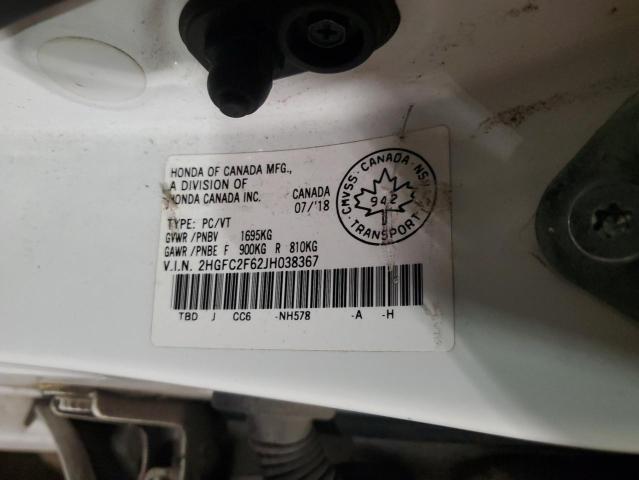 HONDA OF CANADA MFG.,
A DIVISION OF
HONDA CANADA INC.
CANADA
07/'18
TYPE: PC/VT
GVWR/PNBV 1695KG
GAWR/PNBE F 900KG R 810KG
V.I.N. 2HGFC2F62JH038367
TBD J CC6 -NH578 -A -H
CMVSS-CANADA-NSVAC
942
TRANSPORT